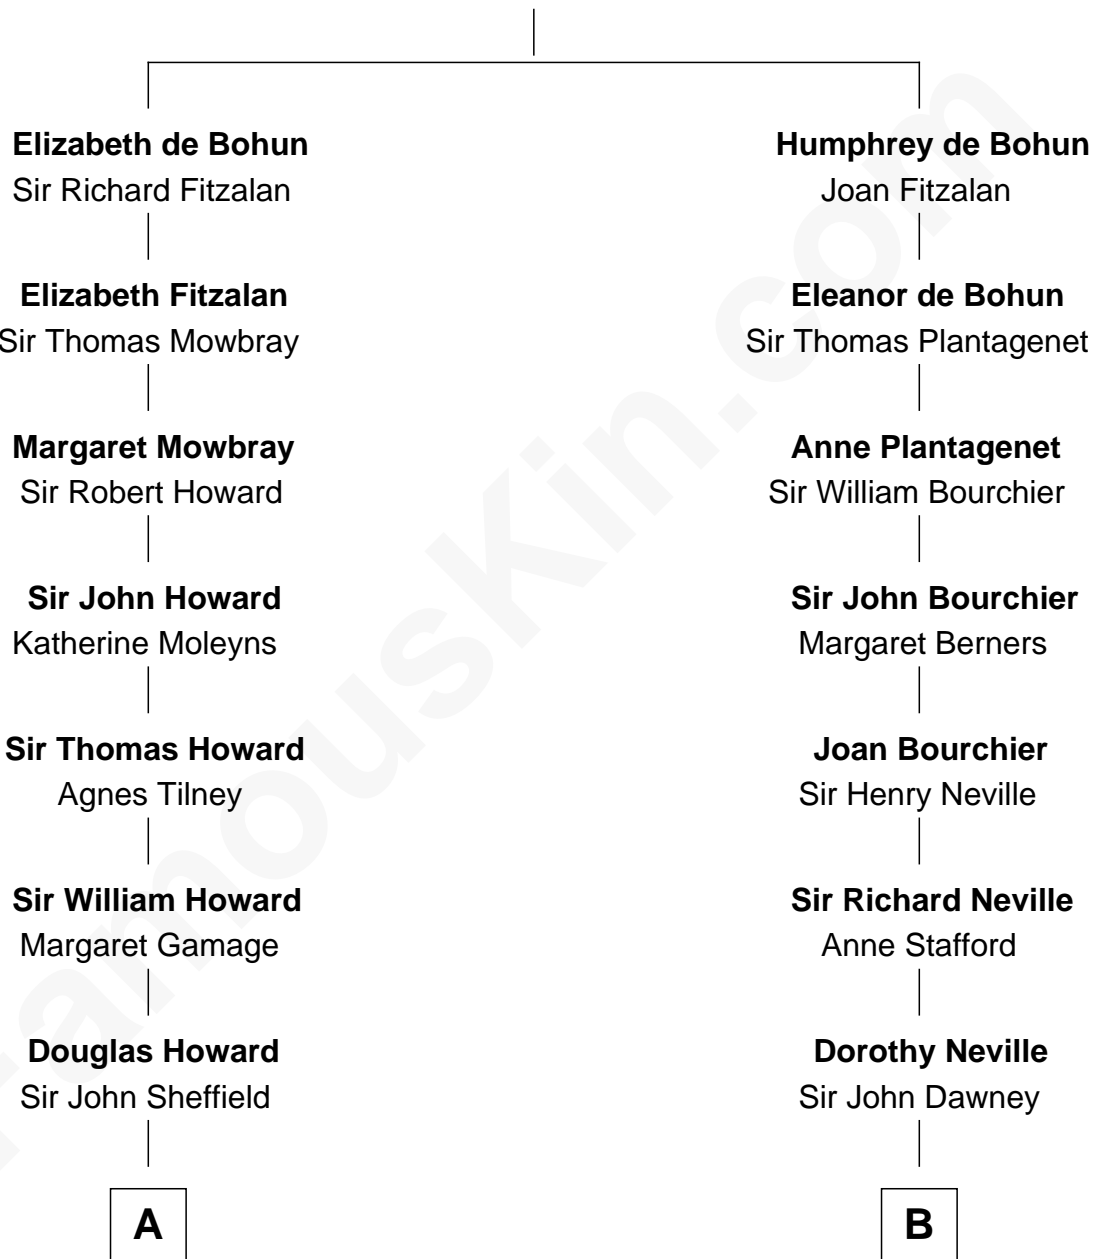 Elizabeth de Bohun
Sir Richard Fitzalan
Humphrey de Bohun
Joan Fitzalan
Elizabeth Fitzalan
Sir Thomas Mowbray
Eleanor de Bohun
Sir Thomas Plantagenet
Margaret Mowbray
Sir Robert Howard
Anne Plantagenet
Sir William Bourchier
Sir John Howard
Katherine Moleyns
Sir John Bourchier
Margaret Berners
Sir Thomas Howard
Agnes Tilney
Joan Bourchier
Sir Henry Neville
Sir William Howard
Margaret Gamage
Sir Richard Neville
Anne Stafford
Douglas Howard
Sir John Sheffield
Dorothy Neville
Sir John Dawney
A
B
FamousKin.com